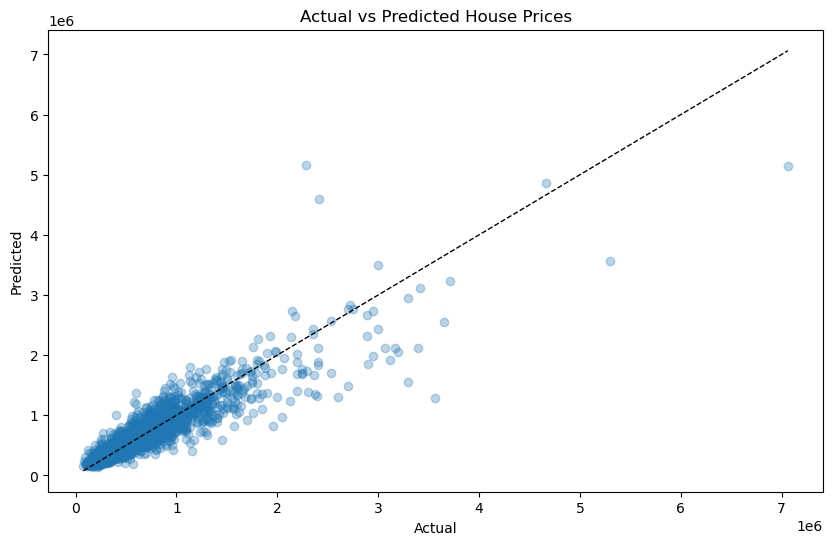 Actual vs Predicted House Prices
1e6
7
6
5
4
3
2
1
0
Predicted
0 1 2 3 4 5 6 7
1e6
Actual